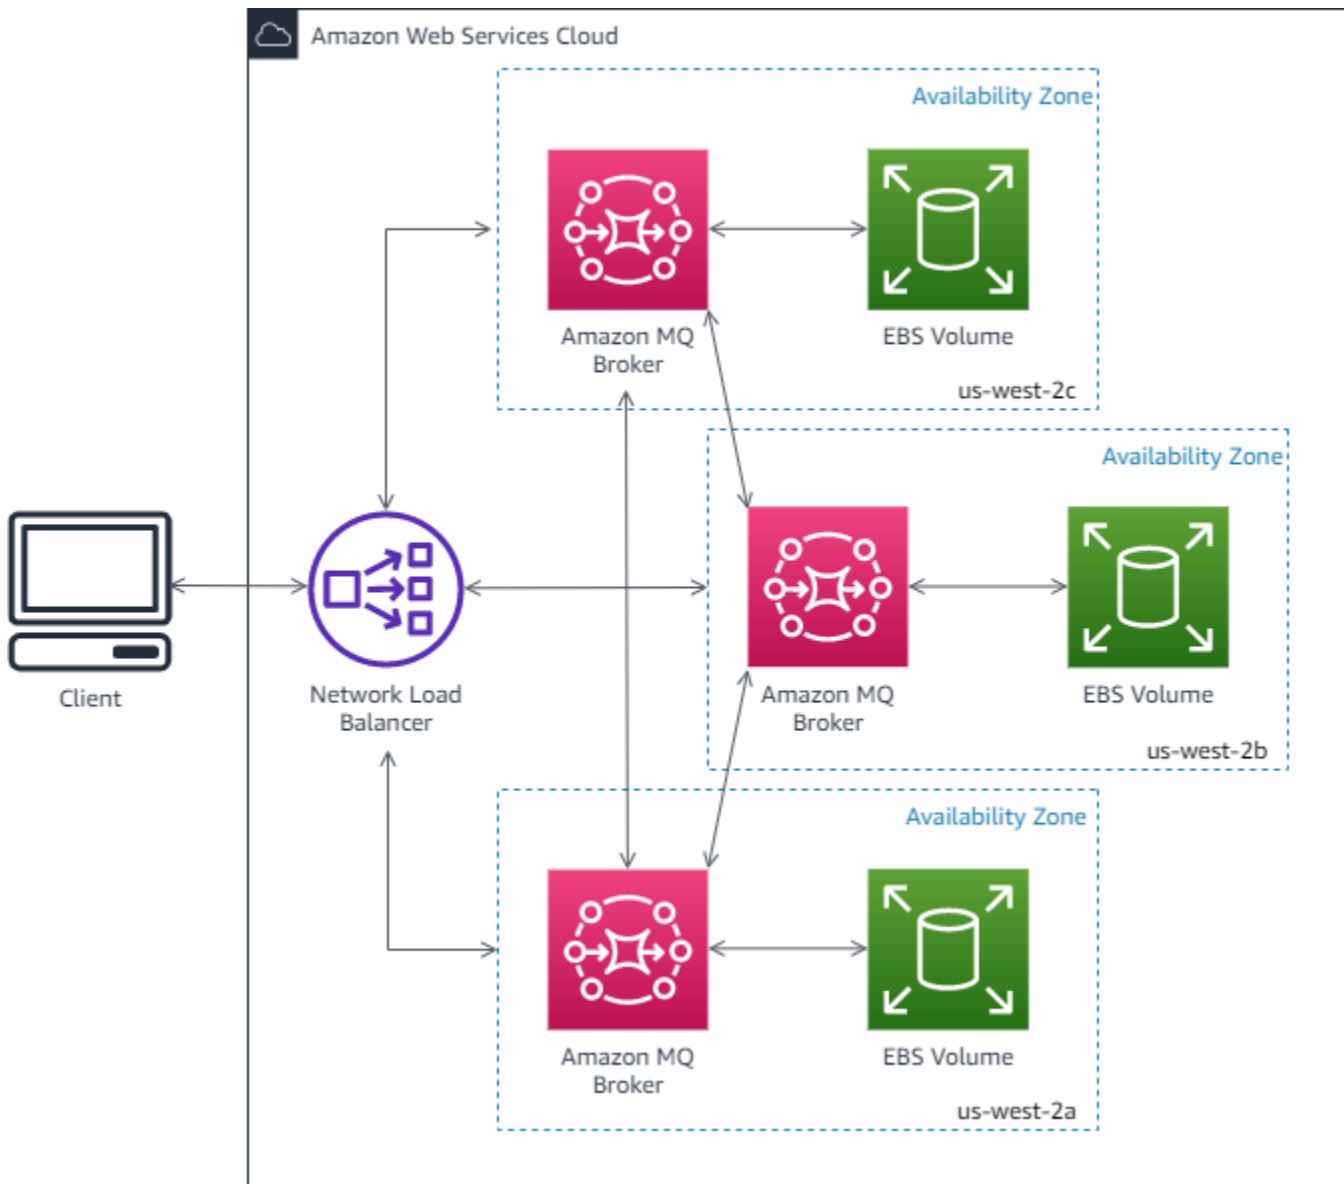 Amazon Web Services Cloud
Availability Zone
Amazon MQ
Broker
EBS Volume
us-west-2c
Availability Zone
Client
Network Load
Balancer
Amazon MQ
Broker
EBS Volume
us-west-2b
Availability Zone
Amazon MQ
Broker
EBS Volume
us-west-2a